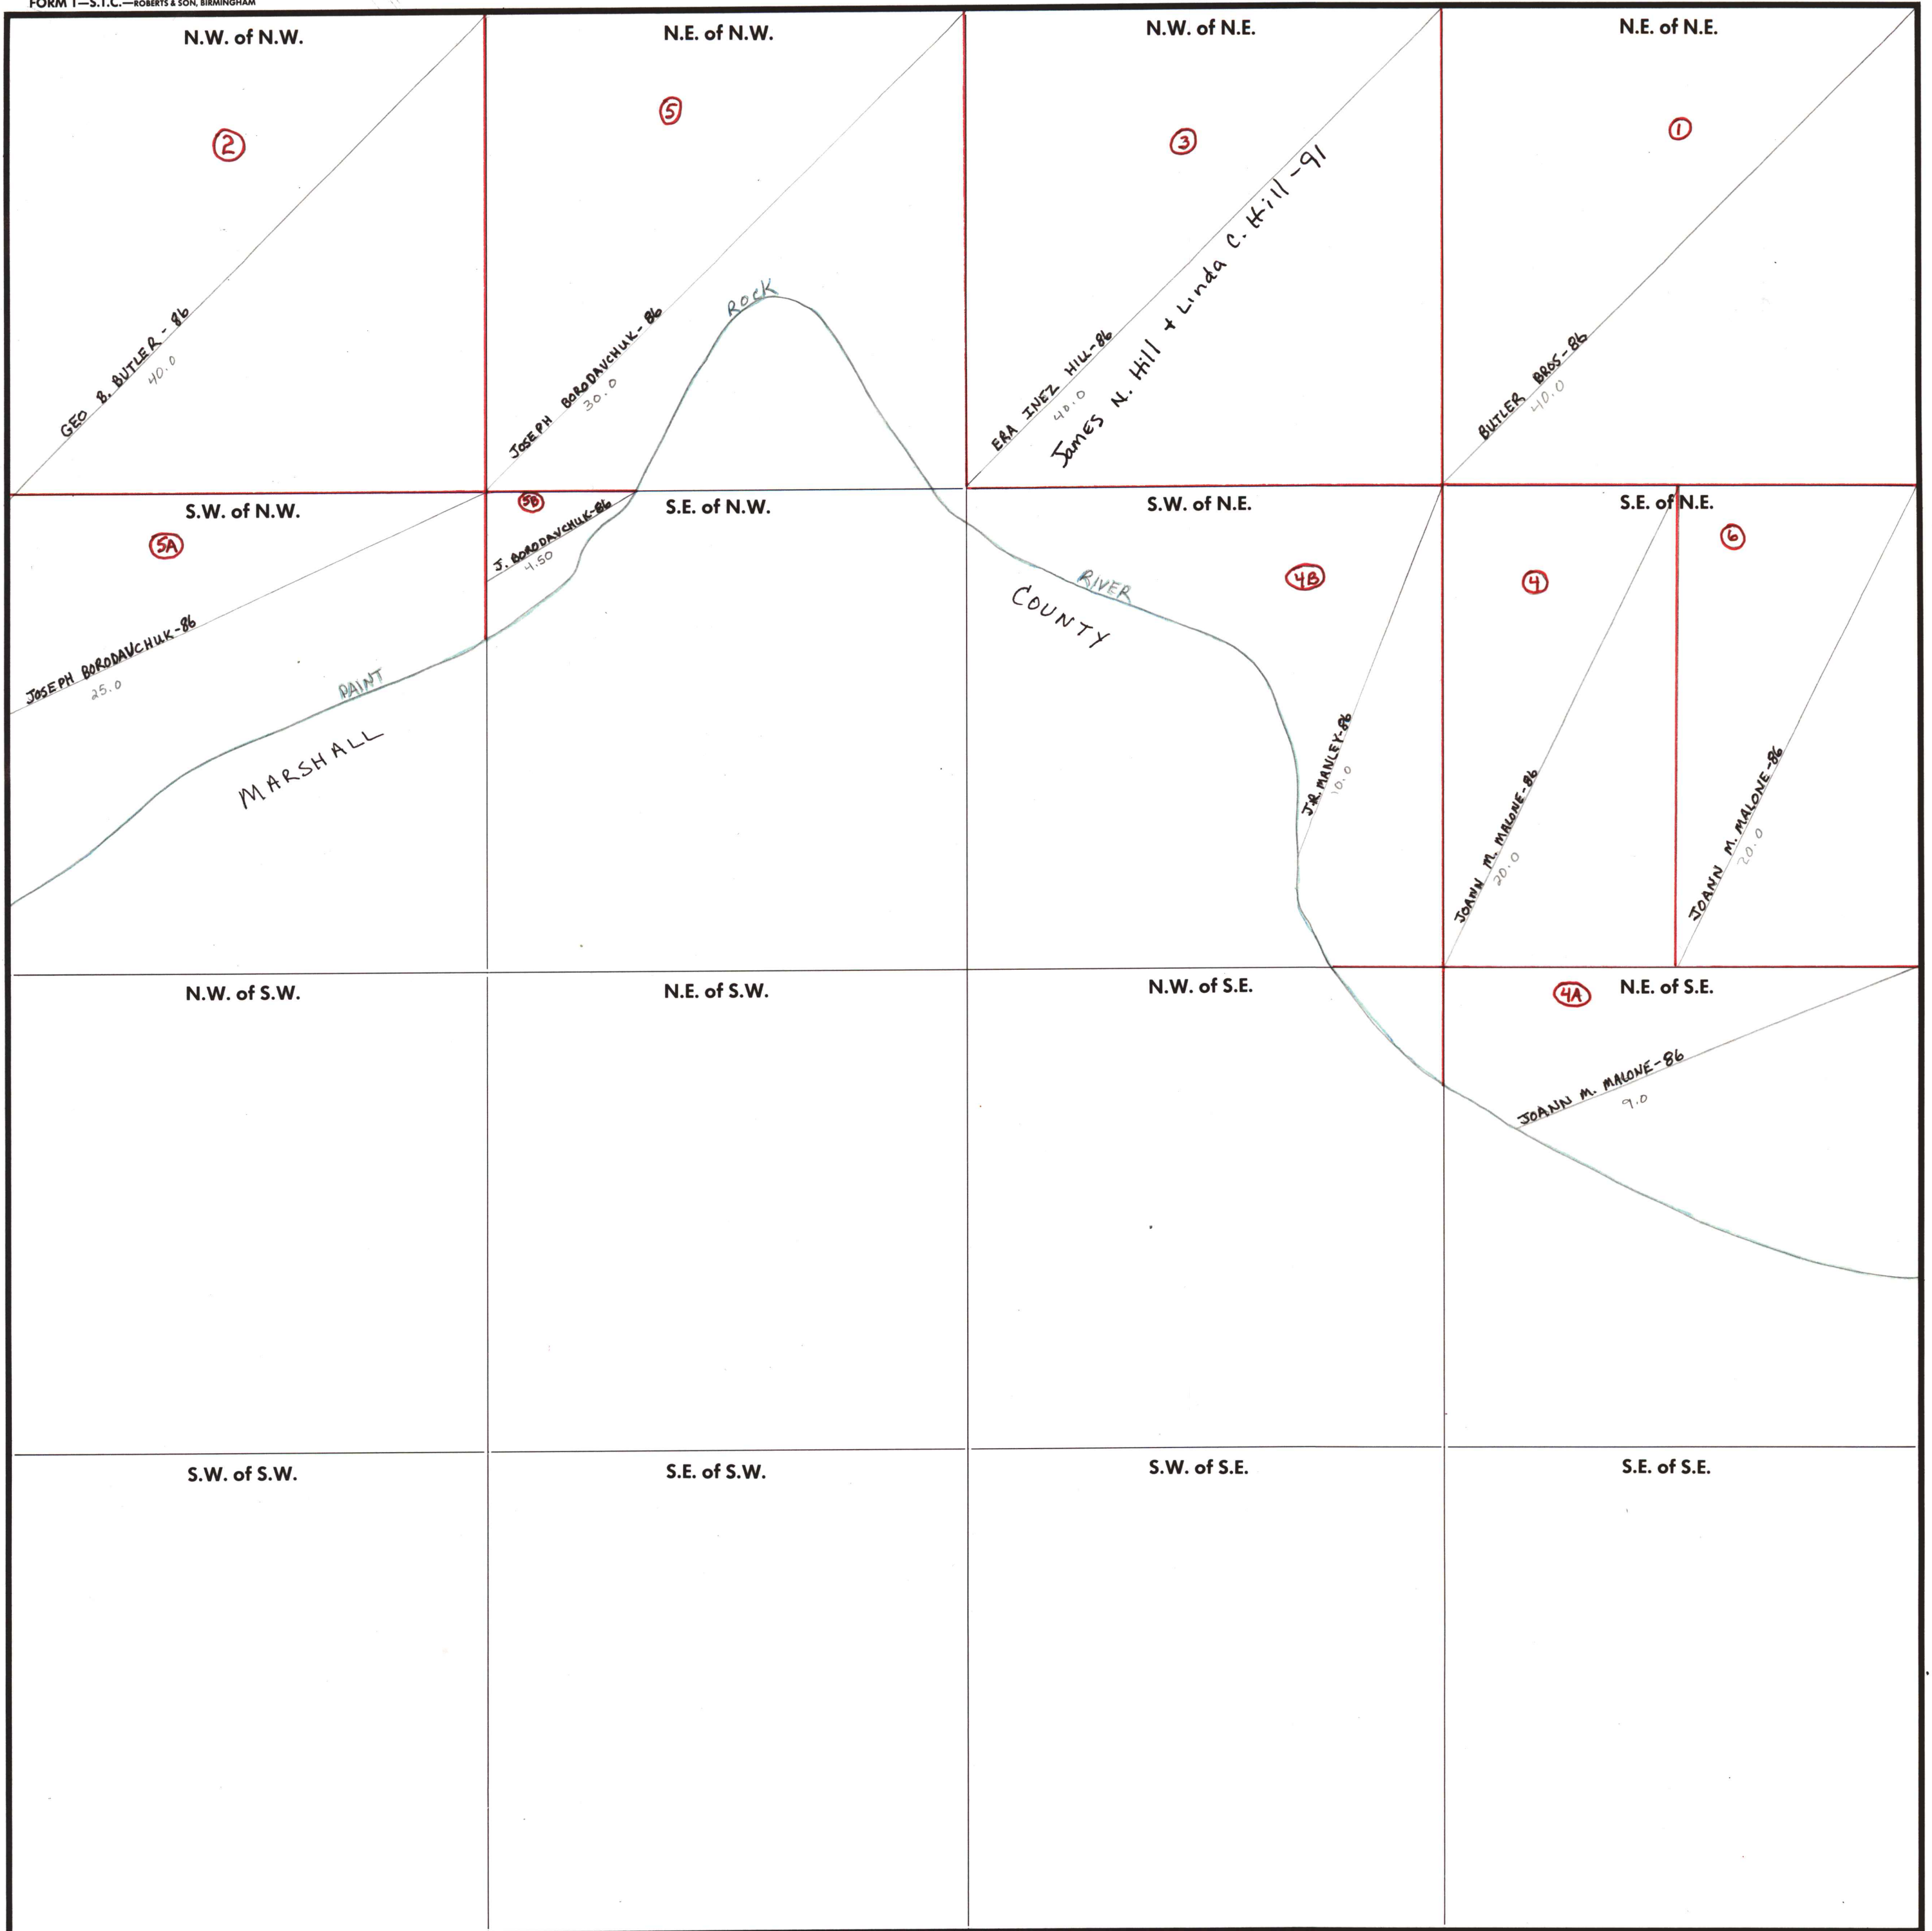 FORM 1—S.T.C.—ROBERTS & SON, BIRMINGHAM
N.W. of N.W.
N.E. of N.W.
N.W. of N.E.
N.E. of N.E.
2
5
3
1
GEO B. BUTLER - 86
40.0
JOSEPH BORODAVCHUK - 86
30.0
ROCK
ERA INEZ HILL-86
40.0
James N. Hill + Linda C. Hill - 91
BUTLER BROS-86
40.0
S.W. of N.W.
S.E. of N.W.
S.W. of N.E.
S.E. of N.E.
5A
5B
4B
4
6
JOSEPH BORODAVCHUK-86
25.0
J. BORODAVCHUK-86
4.50
PAINT
MARSHALL
RIVER
COUNTY
J.R. MANLEY-86
10.0
JOANN M. MALONE-86
20.0
JOANN M. MALONE-86
20.0
N.W. of S.W.
N.E. of S.W.
N.W. of S.E.
N.E. of S.E.
4A
JOANN M. MALONE-86
9.0
S.W. of S.W.
S.E. of S.W.
S.W. of S.E.
S.E. of S.E.